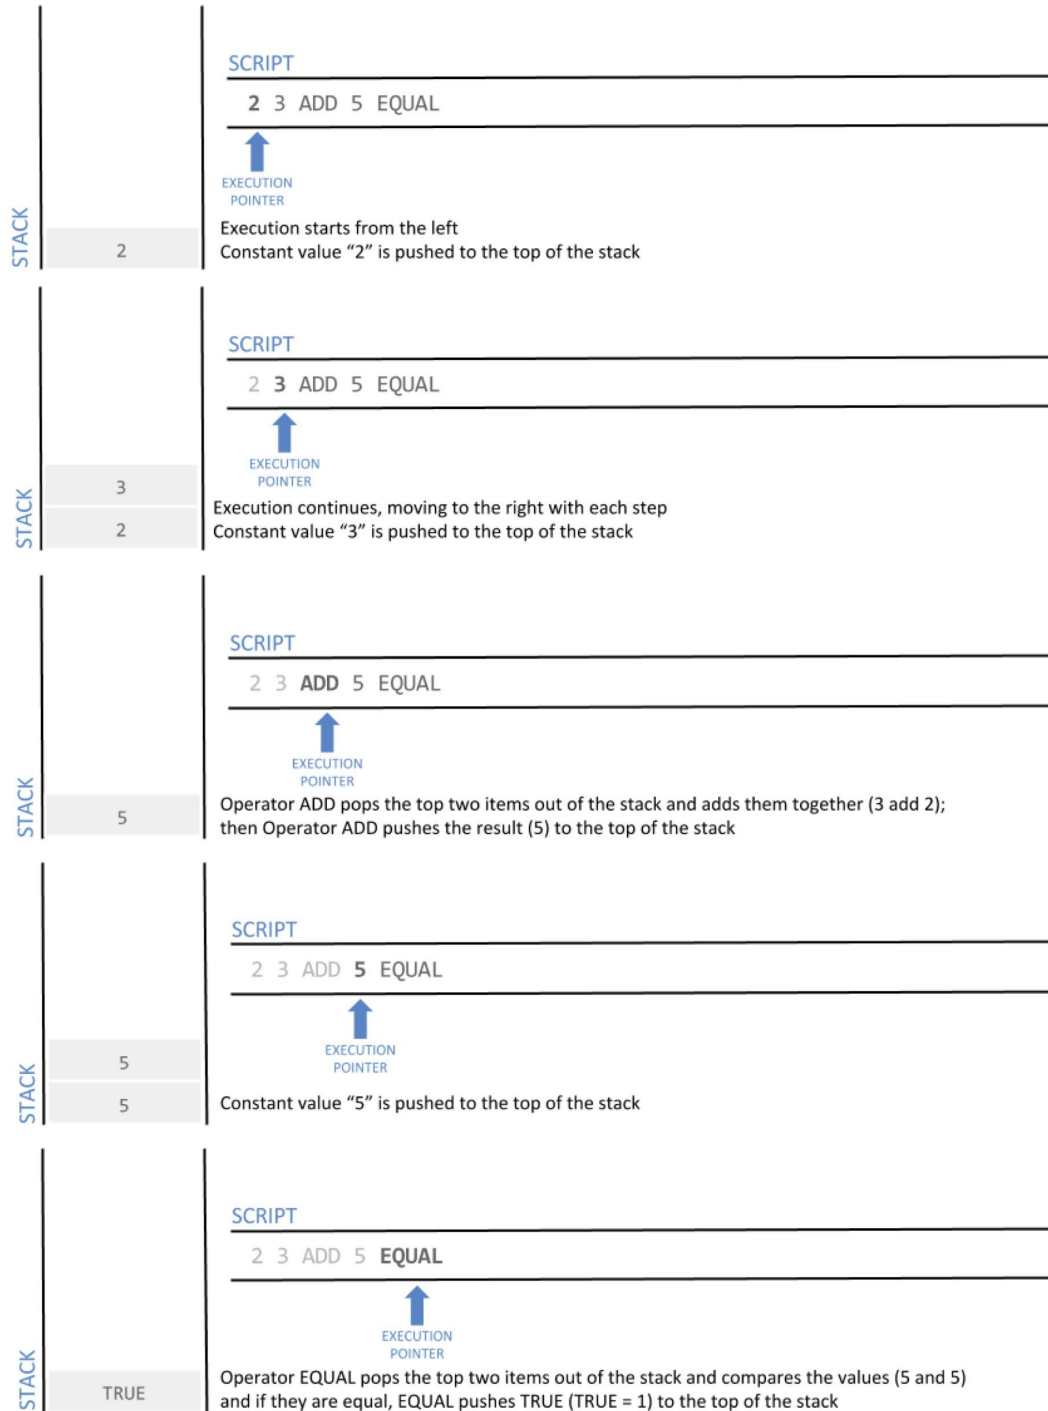 SCRIPT
2 3 ADD 5 EQUAL
EXECUTION
POINTER
STACK
2
Execution starts from the left
Constant value “2” is pushed to the top of the stack
SCRIPT
2 3 ADD 5 EQUAL
EXECUTION
POINTER
STACK
3
2
Execution continues, moving to the right with each step
Constant value “3” is pushed to the top of the stack
SCRIPT
2 3 ADD 5 EQUAL
EXECUTION
POINTER
STACK
5
Operator ADD pops the top two items out of the stack and adds them together (3 add 2);
then Operator ADD pushes the result (5) to the top of the stack
SCRIPT
2 3 ADD 5 EQUAL
EXECUTION
POINTER
STACK
5
5
Constant value “5” is pushed to the top of the stack
SCRIPT
2 3 ADD 5 EQUAL
EXECUTION
POINTER
STACK
TRUE
Operator EQUAL pops the top two items out of the stack and compares the values (5 and 5)
and if they are equal, EQUAL pushes TRUE (TRUE = 1) to the top of the stack